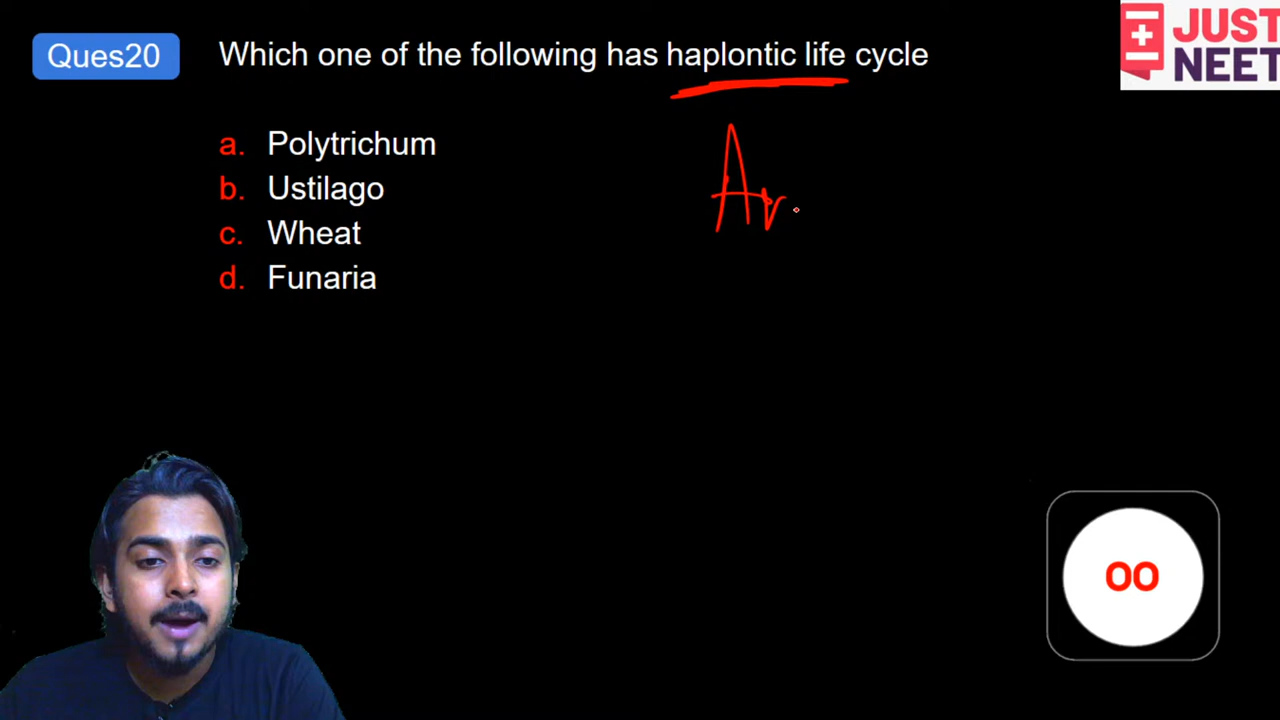 Ques20 Which one of the following has haplontic life cycle
JUST
NEET
a. Polytrichum
b. Ustilago
c. Wheat
d. Funaria
00